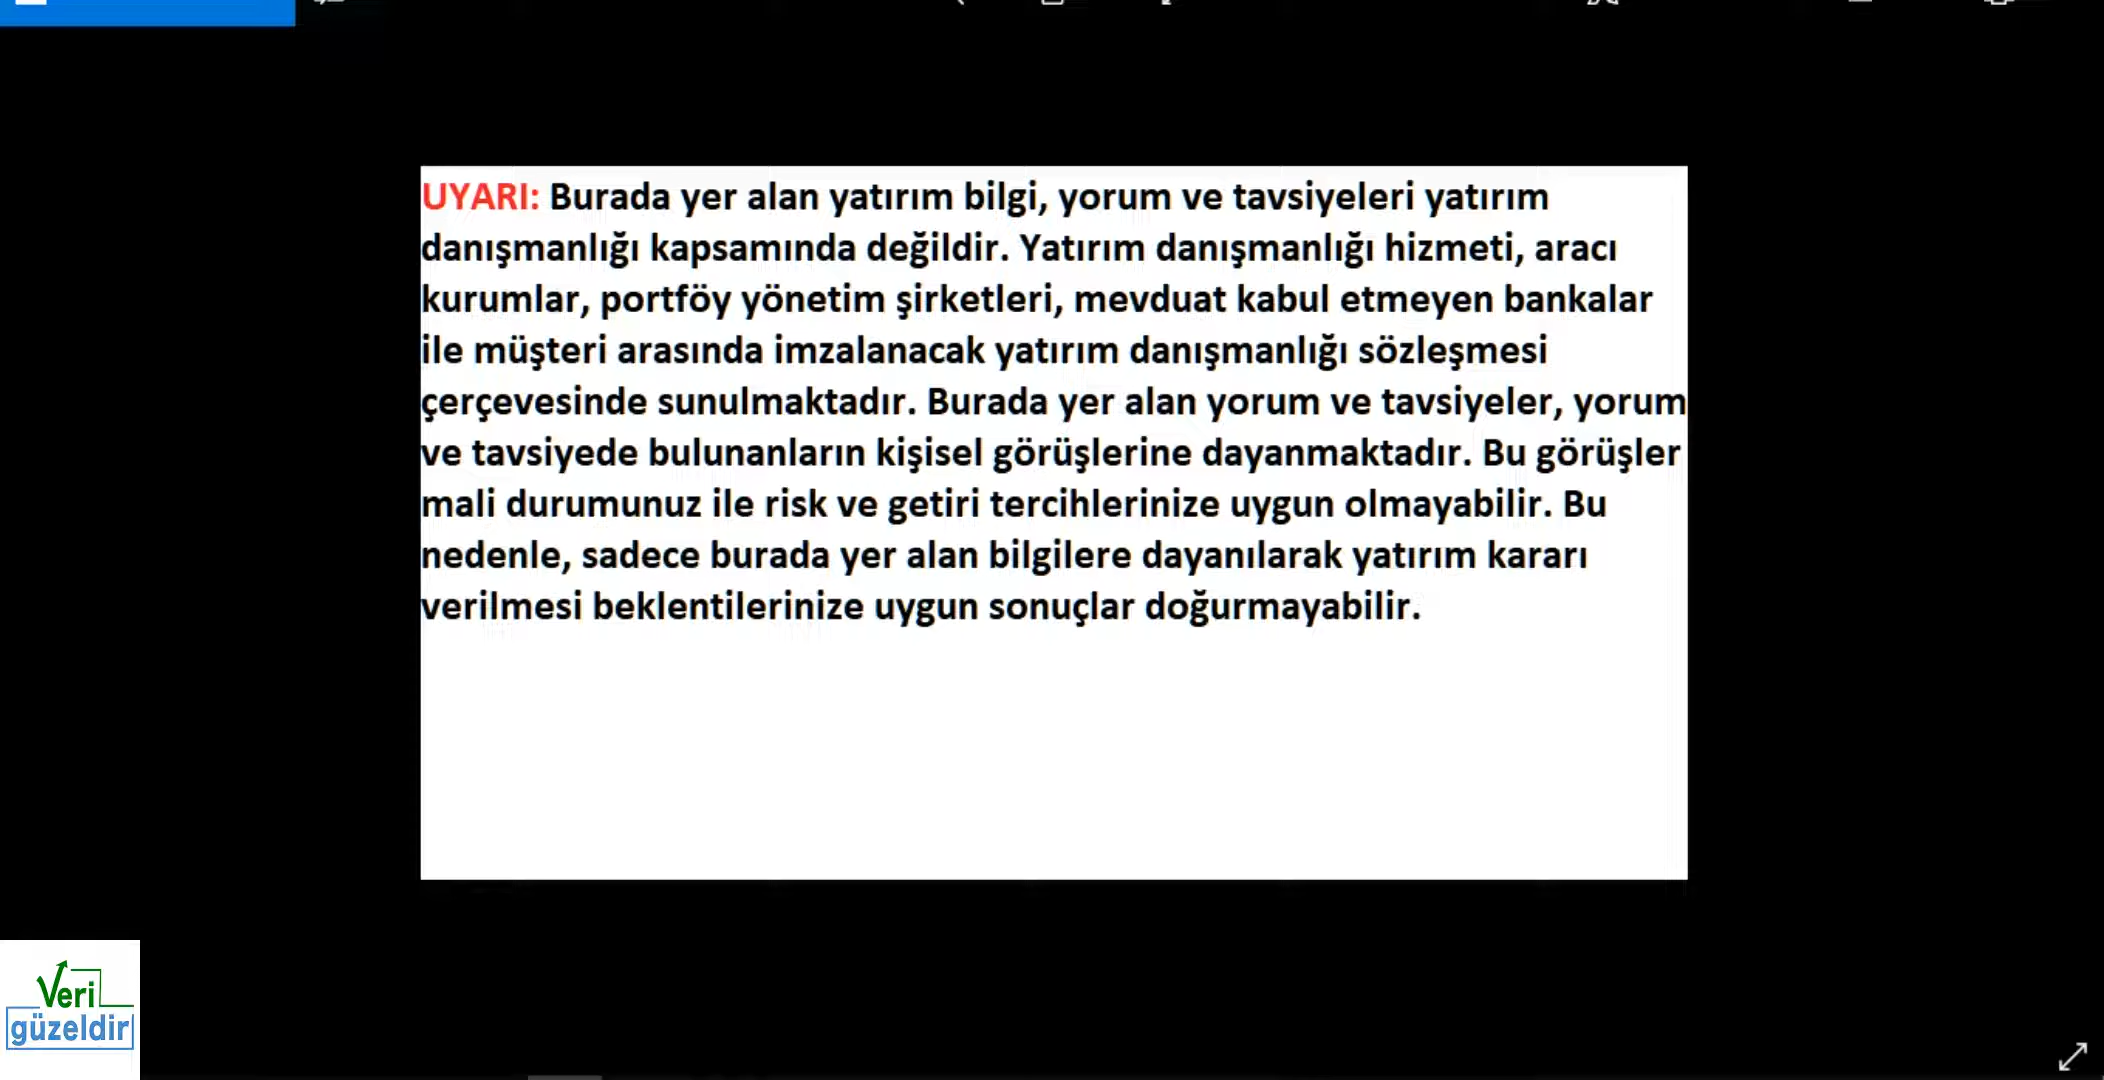 UYARI: Burada yer alan yatırım bilgi, yorum ve tavsiyeleri yatırım
danışmanlığı kapsamında değildir. Yatırım danışmanlığı hizmeti, aracı
kurumlar, portföy yönetim şirketleri, mevduat kabul etmeyen bankalar
ile müşteri arasında imzalanacak yatırım danışmanlığı sözleşmesi
çerçevesinde sunulmaktadır. Burada yer alan yorum ve tavsiyeler, yorum
ve tavsiyede bulunanların kişisel görüşlerine dayanmaktadır. Bu görüşler
mali durumunuz ile risk ve getiri tercihlerinize uygun olmayabilir. Bu
nedenle, sadece burada yer alan bilgilere dayanılarak yatırım kararı
verilmesi beklentilerinize uygun sonuçlar doğurmayabilir.
Veri
güzeldir